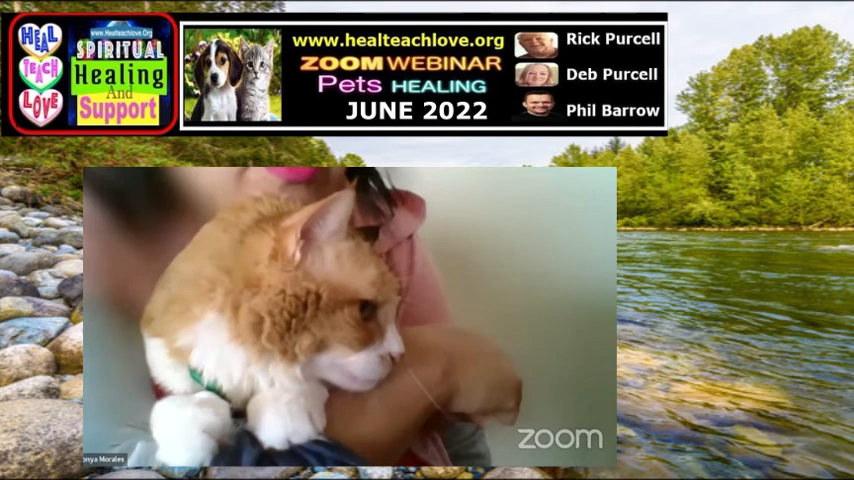 HEAL
TEACH
LOVE
www.Healteachlove.Org
SPIRITUAL
Healing
And
Support
www.healteachlove.org
ZOOM WEBINAR
Pets HEALING
JUNE 2022
Rick Purcell
Deb Purcell
Phil Barrow
zoom
onya Morales